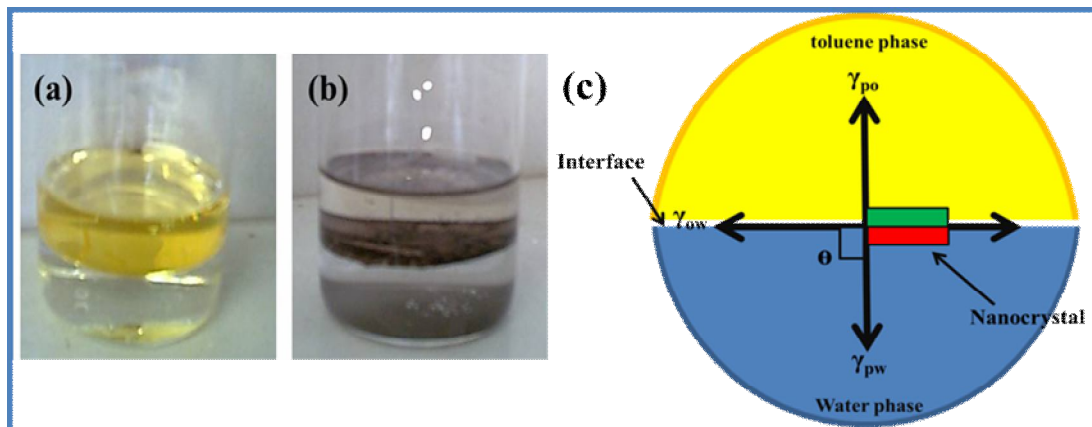 (a)
(b)
(c)
toluene phase
γpo
Interface
γow
θ
Nanocrystal
γpw
Water phase